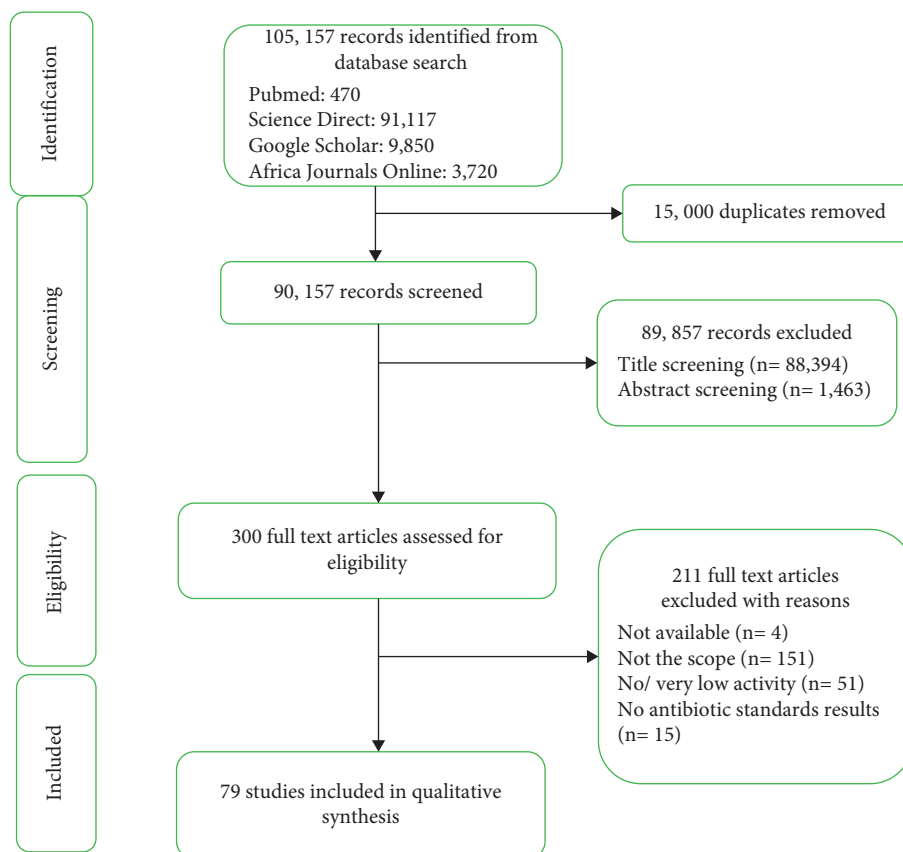 Identification
105, 157 records identified from
database search
Pubmed: 470
Science Direct: 91,117
Google Scholar: 9,850
Africa Journals Online: 3,720
15, 000 duplicates removed
Screening
90, 157 records screened
89, 857 records excluded
Title screening (n= 88,394)
Abstract screening (n= 1,463)
Eligibility
300 full text articles assessed for
eligibility
211 full text articles
excluded with reasons
Not available (n= 4)
Not the scope (n= 151)
No/ very low activity (n= 51)
No antibiotic standards results
(n= 15)
Included
79 studies included in qualitative
synthesis